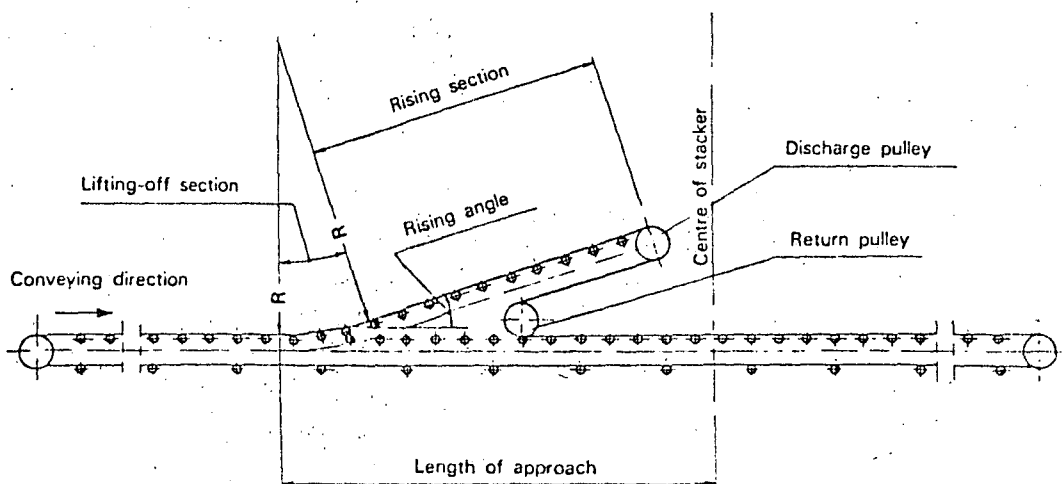 Rising section
Centre of stacker
Discharge pulley
Lifting-off section
Rising angle
R
Return pulley
Conveying direction
R
Length of approach